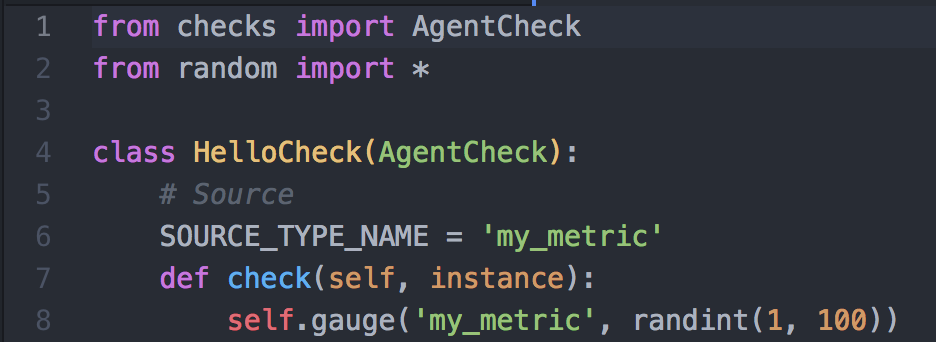 1 from checks import AgentCheck
2 from random import *
3
4 class HelloCheck(AgentCheck):
5     # Source
6     SOURCE_TYPE_NAME = 'my_metric'
7     def check(self, instance):
8         self.gauge('my_metric', randint(1, 100))